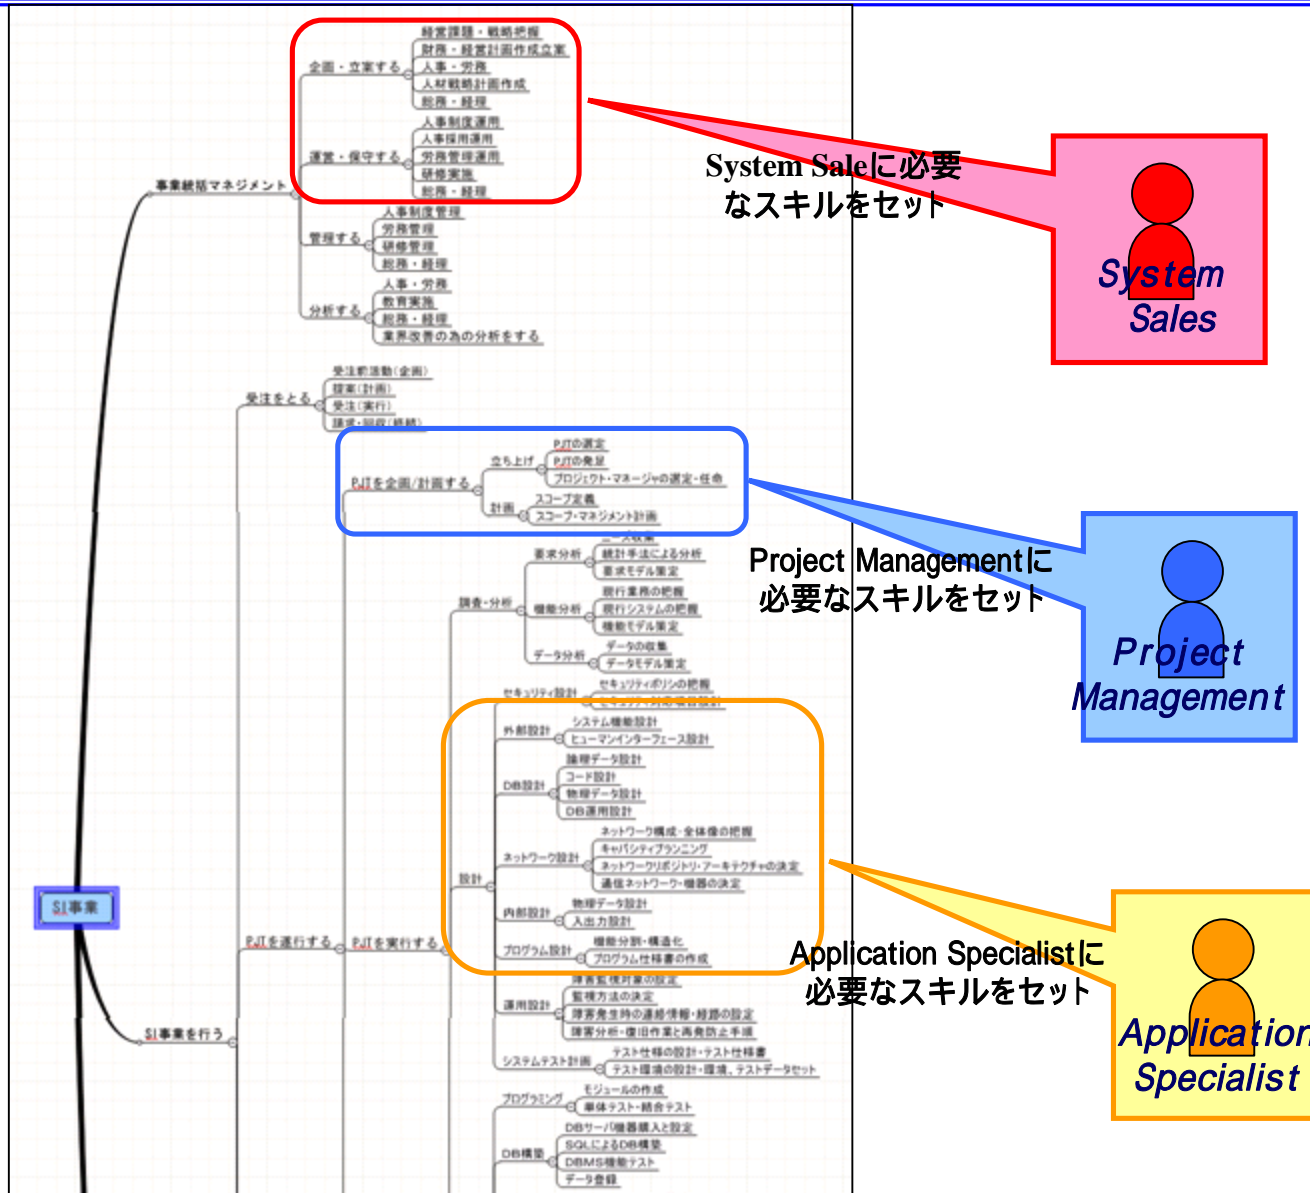 経営課題・戦略把握
財務・経営計画作成立案
企画・立案する
人事・労務
人材戦略計画作成
総務・経理
人事制度運用
人事採用運用
運営・保守する
労務管理運用
研修実施
総務・経理
事業統括マネジメント
人事制度管理
労務管理
管理する
研修管理
総務・経理
人事・労務
教育実施
分析する
総務・経理
業界改善の為の分析をする
受注前活動(企画)
提案(計画)
受注をとる
受注(実行)
請求・回収(終結)
PJTの選定
立ち上げ
PJTの発足
プロジェクト・マネージャの選定・任命
PJTを企画/計画する
スコープ定義
計画
スコープ・マネジメント計画
ニーズ収集
要求分析
統計手法による分析
要求モデル策定
現行業務の把握
調査・分析
機能分析
現行システムの把握
機能モデル策定
データの収集
データ分析
データモデル策定
セキュリティポリシの把握
セキュリティ設計
システム機能設計
外部設計
ヒューマンインターフェース設計
論理データ設計
コード設計
DB設計
物理データ設計
DB運用設計
ネットワーク構成・全体像の把握
キャパシティプランニング
ネットワーク設計
ネットワークリポジトリ・アーキテクチャの決定
設計
通信ネットワーク・機器の決定
物理データ設計
内部設計
入出力設計
SI事業
機能分割・構造化
PJTを遂行する
PJTを実行する
プログラム設計
プログラム仕様書の作成
障害監視対象の設定
監視方法の決定
運用設計
障害発生時の連絡情報・経路の設定
障害分析・復旧作業と再発防止手順
SI事業を行う
テスト仕様の設計・テスト仕様書
システムテスト計画
テスト環境の設計・環境、テストデータセット
モジュールの作成
プログラミング
単体テスト・結合テスト
DBサーバ機器購入と設定
SQLによるDB構築
DB構築
DBMS機能テスト
データ登録
System Saleに必要
なスキルをセット
System
Sales
Project Managementに
必要なスキルをセット
Project
Management
Application Specialistに
必要なスキルをセット
Application
Specialist